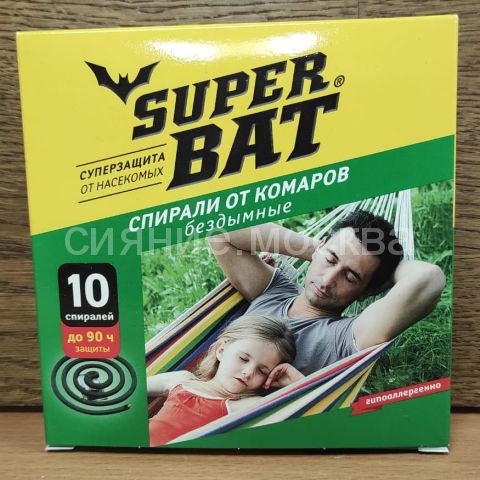 SUPER
BAT®
СУПЕРЗАЩИТА
ОТ НАСЕКОМЫХ
СПИРАЛИ ОТ КОМАРОВ
бездымные
сияние.москва
10
спиралей
до 90 ч
защиты
гипоаллергенно